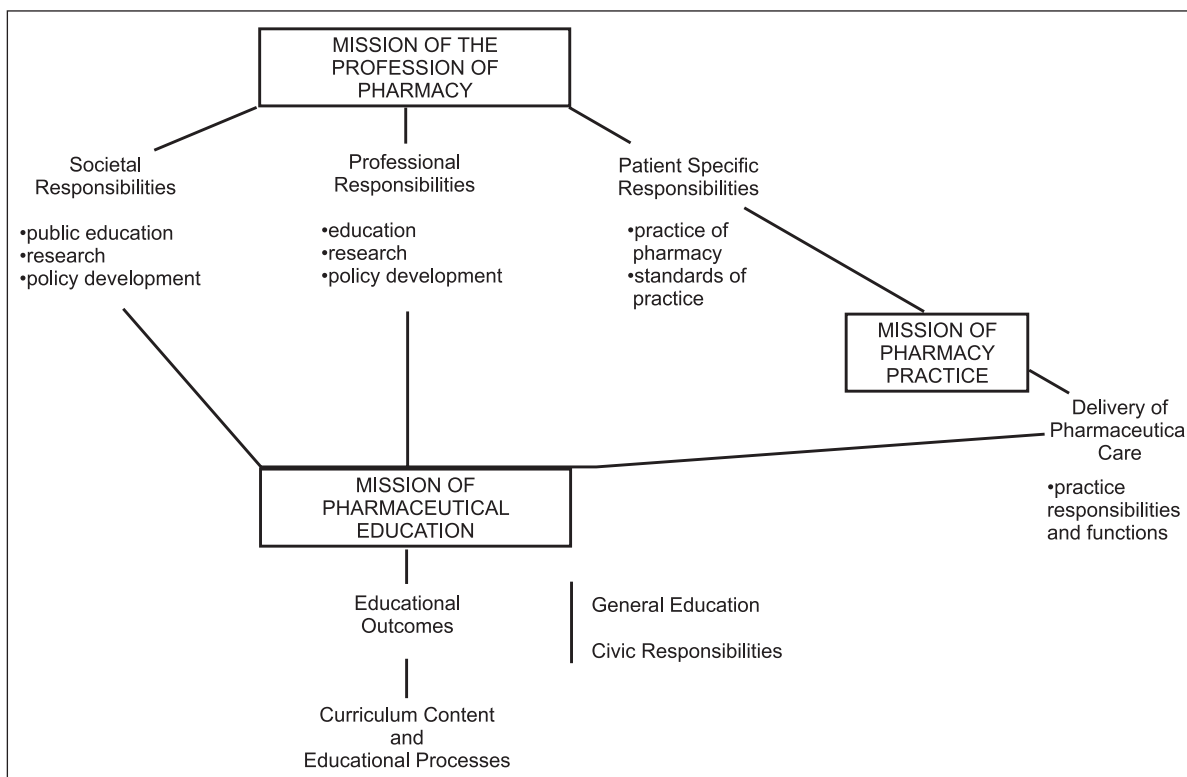 MISSION OF THE
PROFESSION OF
PHARMACY
Societal
Responsibilities
•public education
•research
•policy development
Professional
Responsibilities
•education
•research
•policy development
Patient Specific
Responsibilities
•practice of
pharmacy
•standards of
practice
MISSION OF
PHARMACY
PRACTICE
Delivery of
Pharmaceutica
Care
•practice
responsibilities
and functions
MISSION OF
PHARMACEUTICAL
EDUCATION
Educational
Outcomes
General Education
Civic Responsibilities
Curriculum Content
and
Educational Processes